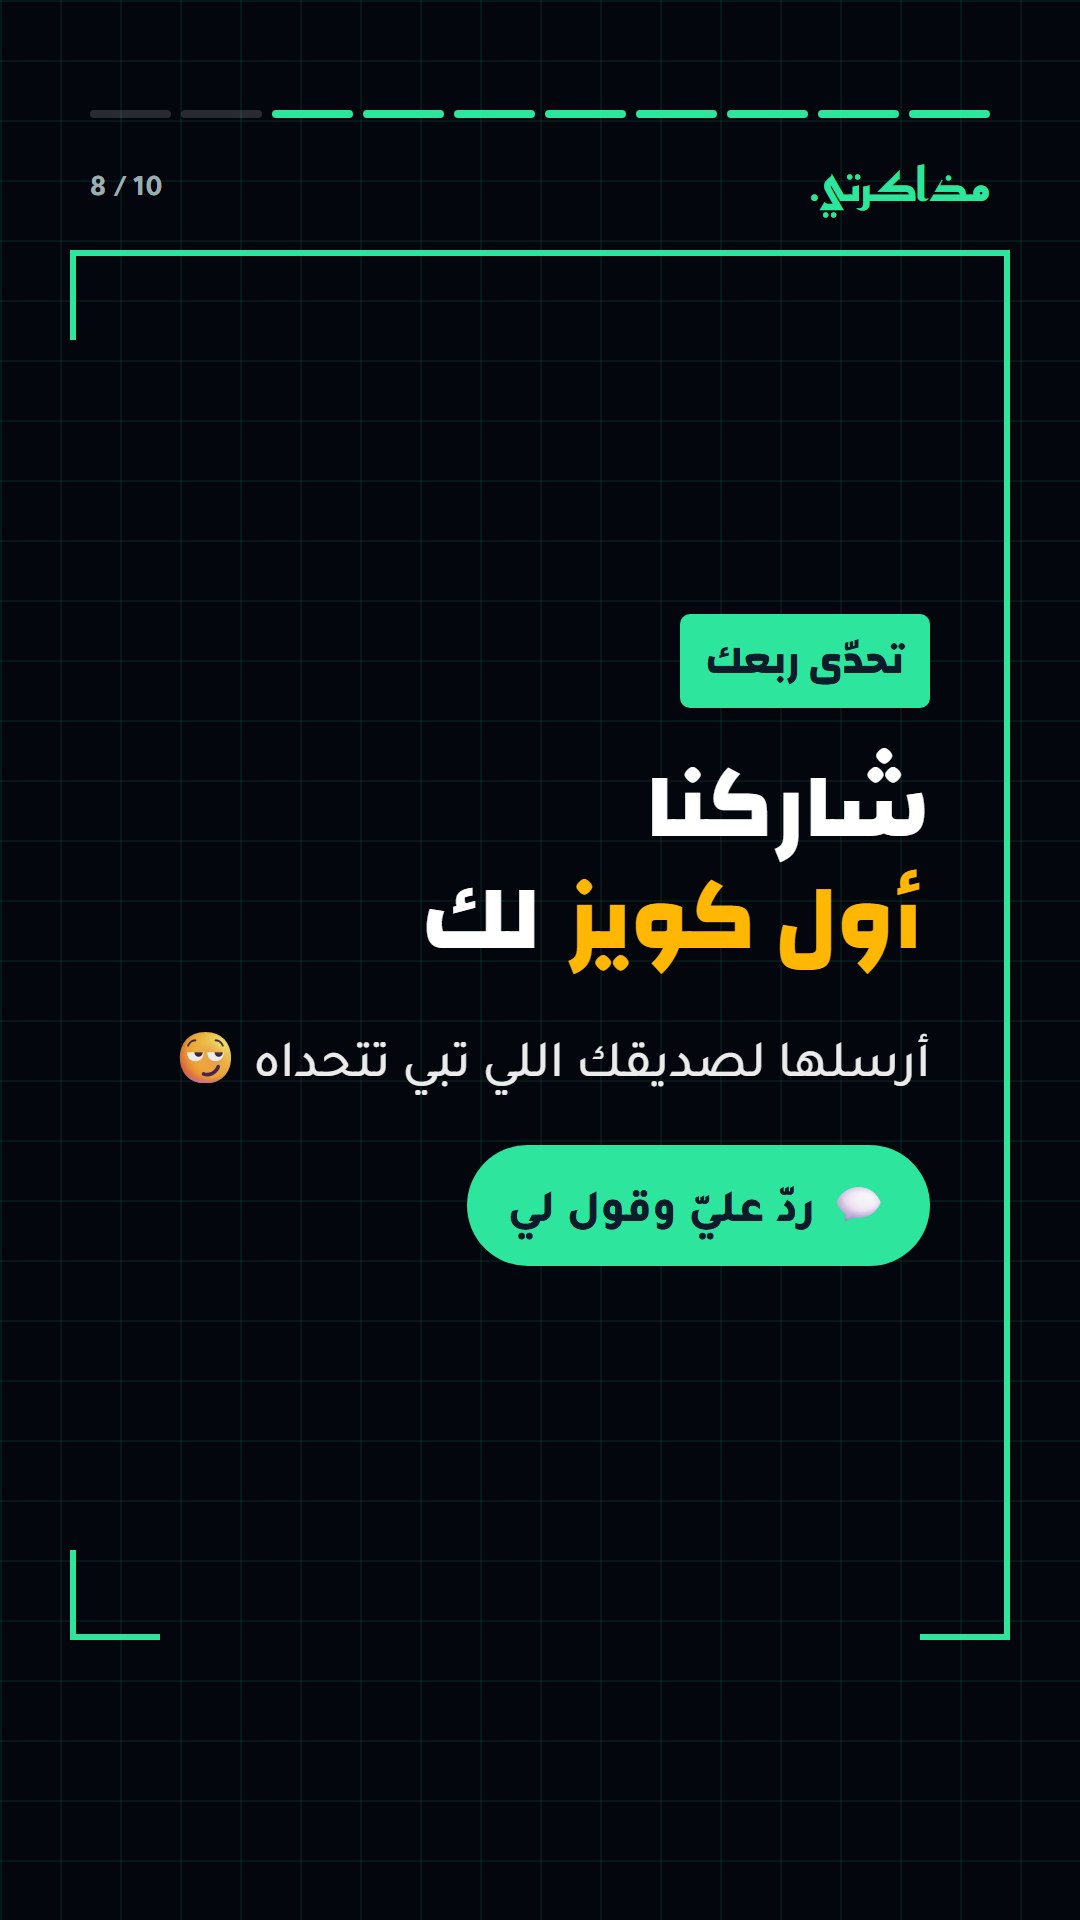 8 / 10
مذاكرتي.
تحدّى ربعك
شاركنا
أول كويز لك
أرسلها لصديقك اللي تبي تتحداه 😏
💬 ردّ عليّ وقول لي